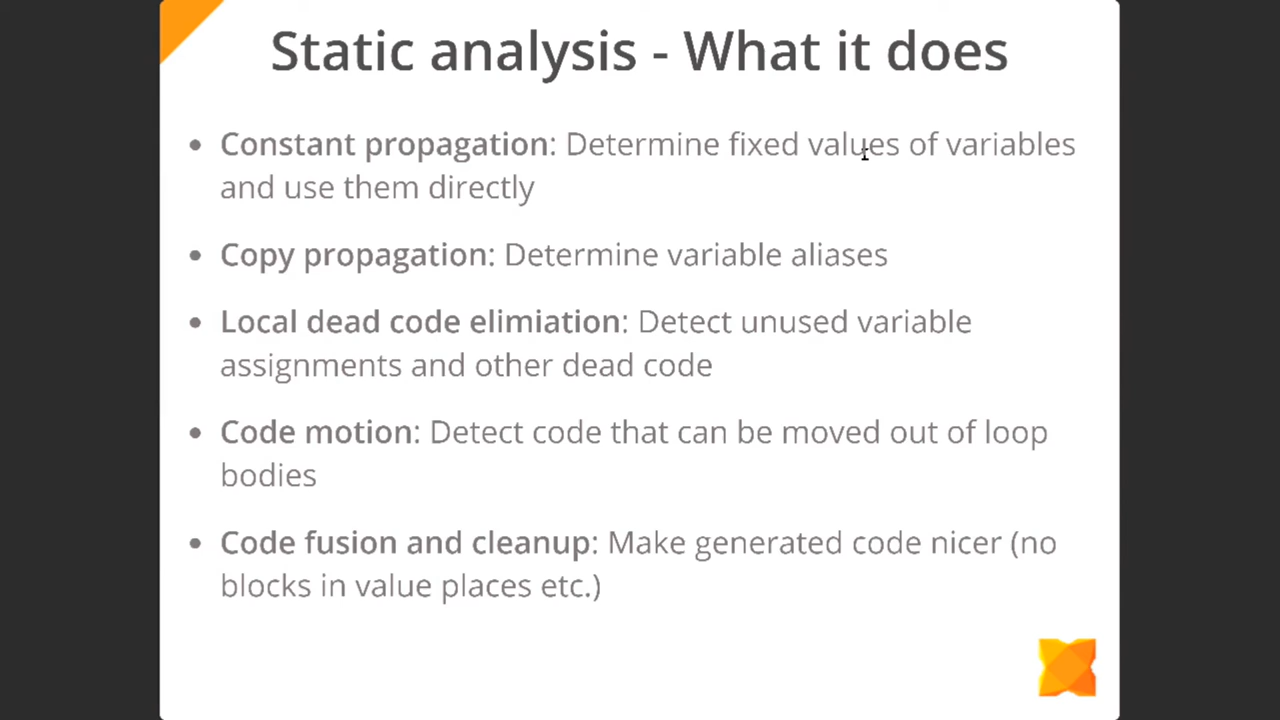 Static analysis - What it does
• Constant propagation: Determine fixed values of variables
and use them directly
• Copy propagation: Determine variable aliases
• Local dead code elimiation: Detect unused variable
assignments and other dead code
• Code motion: Detect code that can be moved out of loop
bodies
• Code fusion and cleanup: Make generated code nicer (no
blocks in value places etc.)